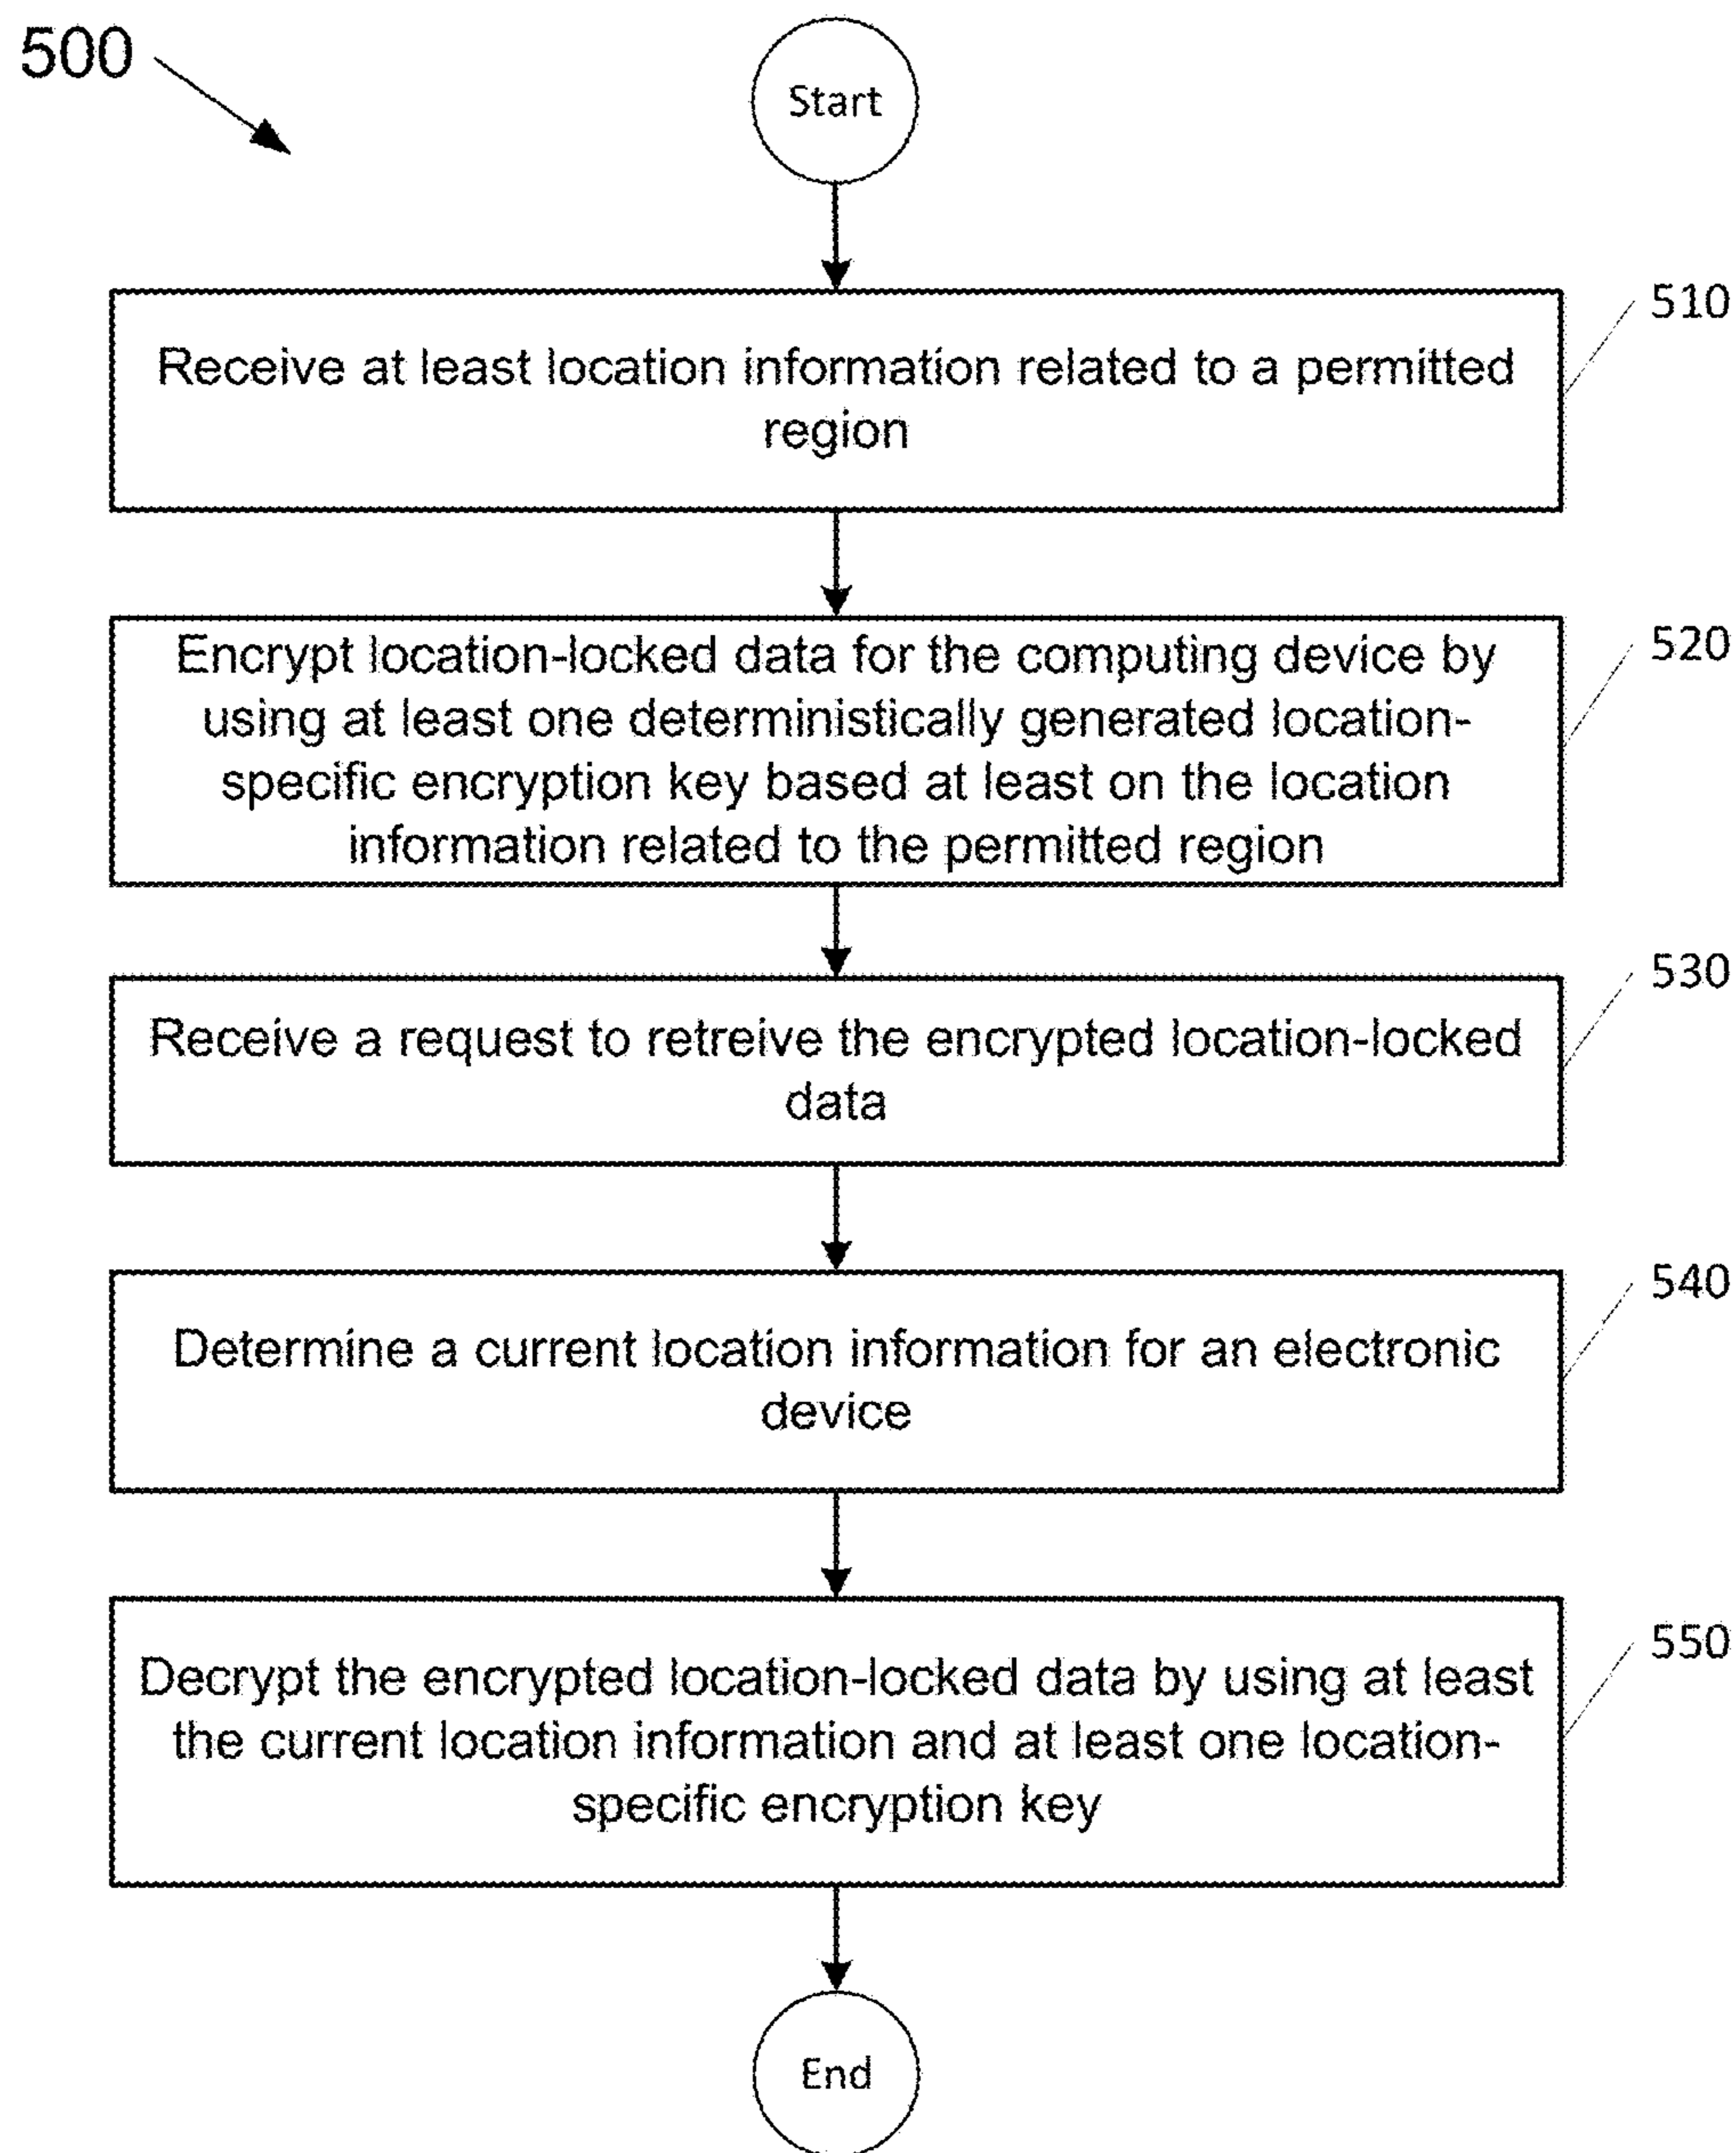 500
Start
510
Receive at least location information related to a permitted
region
520
Encrypt location-locked data for the computing device by
using at least one deterministically generated location-
specific encryption key based at least on the location
information related to the permitted region
530
Receive a request to retreive the encrypted location-locked
data
540
Determine a current location information for an electronic
device
550
Decrypt the encrypted location-locked data by using at least
the current location information and at least one location-
specific encryption key
End